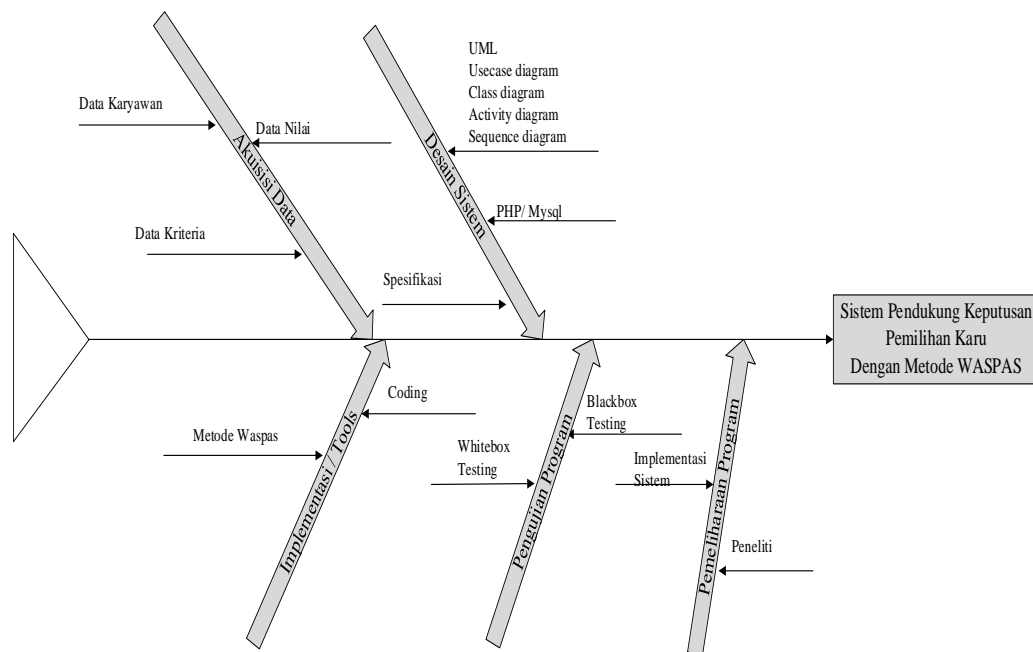 UML
Usecase diagram
Class diagram
Activity diagram
Sequence diagram
Data Karyawan
Data Nilai
Akuisisi Data
Desain Sistem
PHP/ Mysql
Data Kriteria
Spesifikasi
Sistem Pendukung Keputusan
Pemilihan Karu
Dengan Metode WASPAS
Coding
Metode Waspas
Implementasi / Tools
Blackbox
Testing
Whitebox
Testing
Pengujian Program
Implementasi
Sistem
Pemeliharaan Program
Peneliti